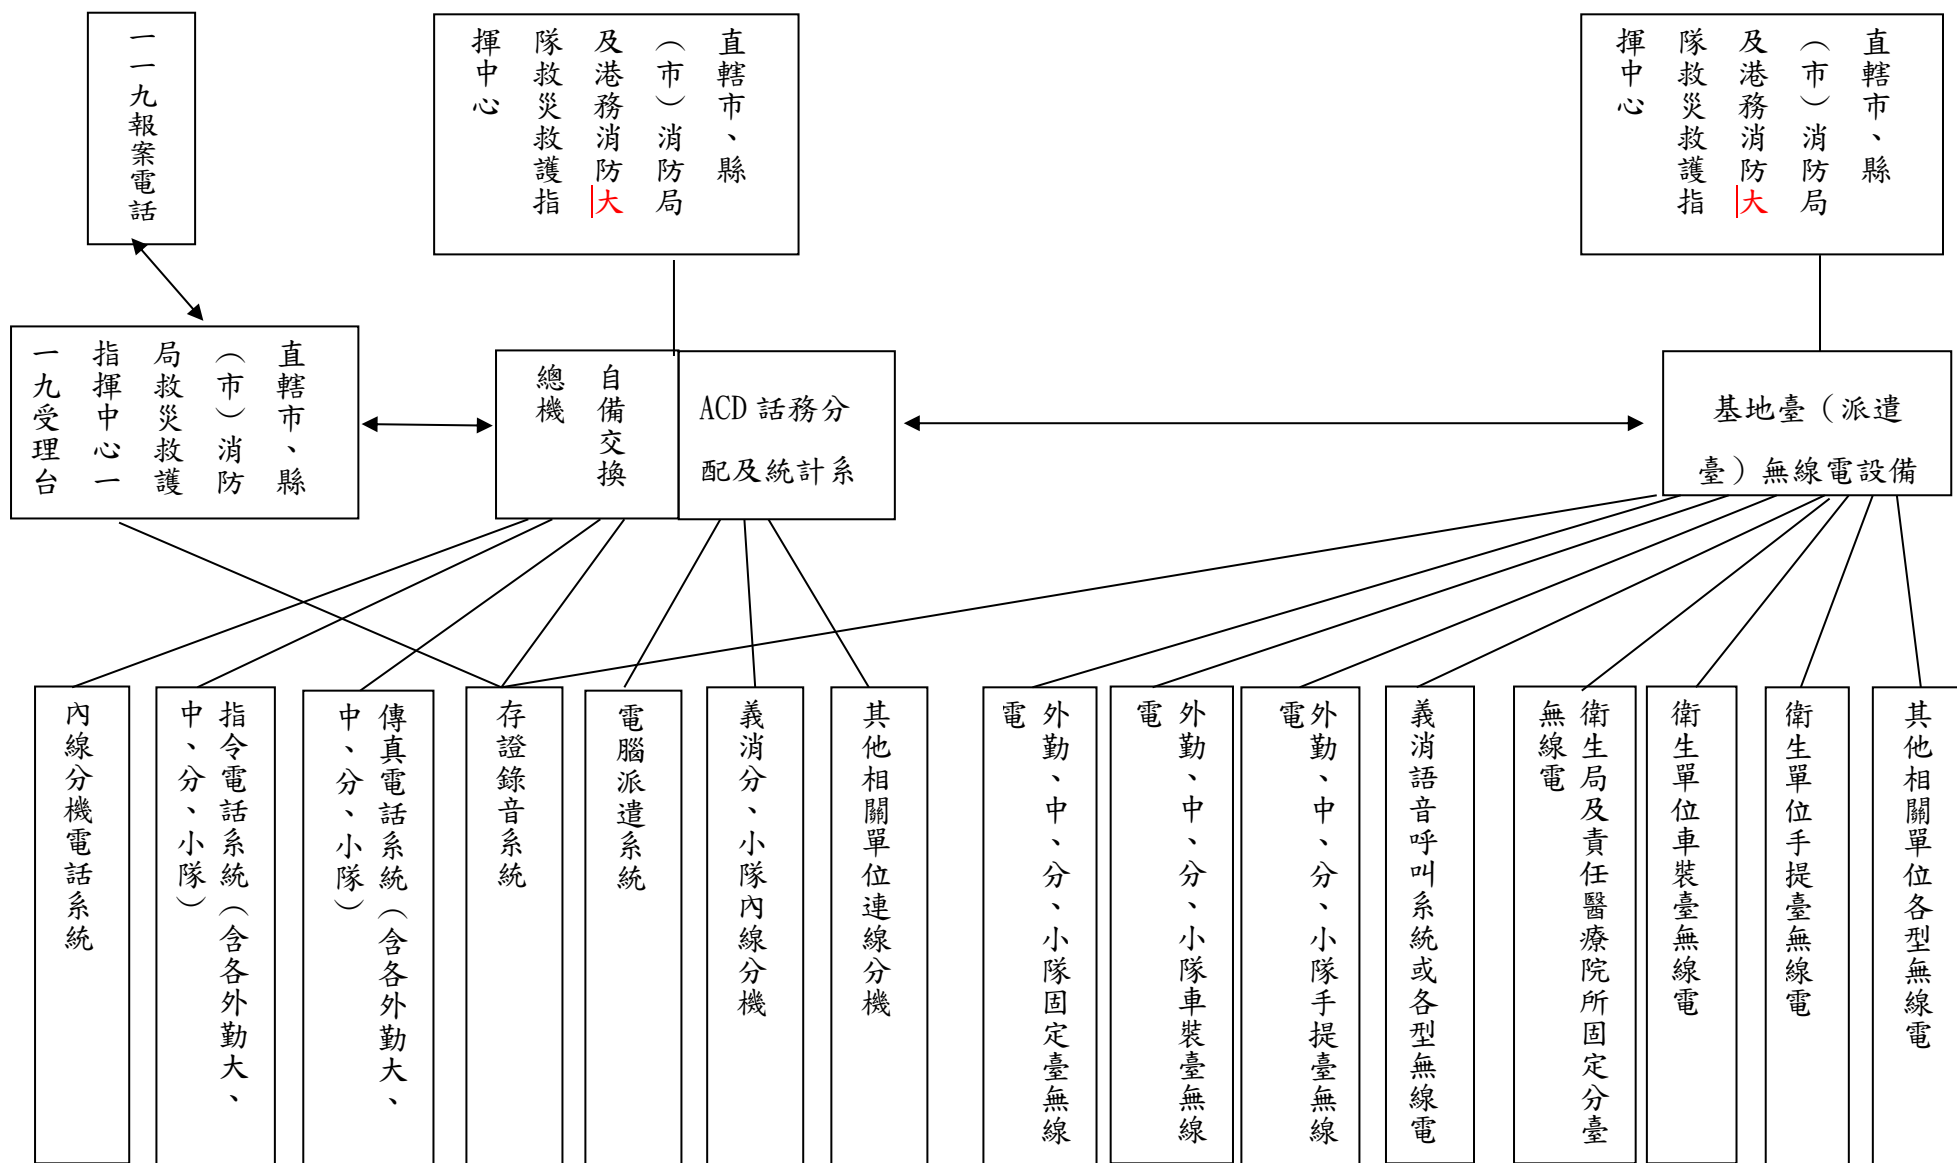 一一九報案電話
直轄市、縣
（市）消防局
及港務消防大
隊救災救護指
揮中心
直轄市、縣
（市）消防局
及港務消防大
隊救災救護指
揮中心
直轄市、縣
（市）消防
局救災救護
指揮中心一
一九受理台
自備交換
總機
ACD 話務分
配及統計系
基地臺（派遣
臺）無線電設備
內線分機電話系統
指令電話系統（含各外勤大、
中、分、小隊）
傳真電話系統（含各外勤大、
中、分、小隊）
存證錄音系統
電腦派遣系統
義消分、小隊內線分機
其他相關單位連線分機
外勤、中、分、小隊固定臺無線
電
外勤、中、分、小隊車裝臺無線
電
外勤、中、分、小隊手提臺無線
電
義消語音呼叫系統或各型無線電
衛生局及責任醫療院所固定分臺
無線電
衛生單位車裝臺無線電
衛生單位手提臺無線電
其他相關單位各型無線電